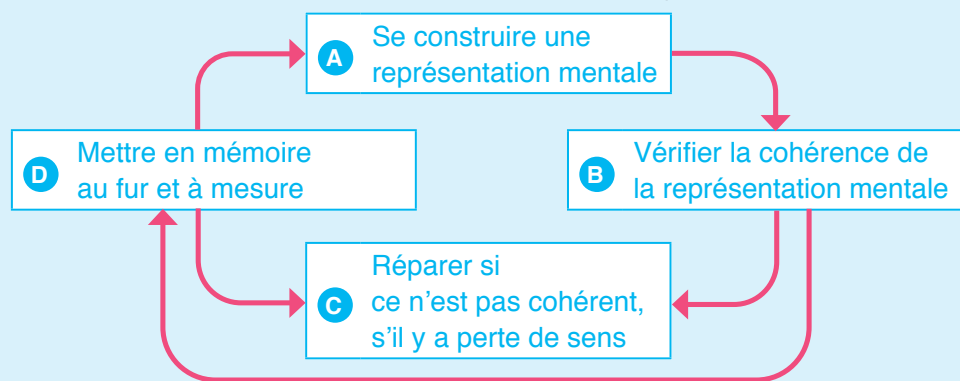 A
Se construire une
représentation mentale
D
Mettre en mémoire
au fur et à mesure
B
Vérifier la cohérence de
la représentation mentale
C
Réparer si
ce n'est pas cohérent,
s'il y a perte de sens